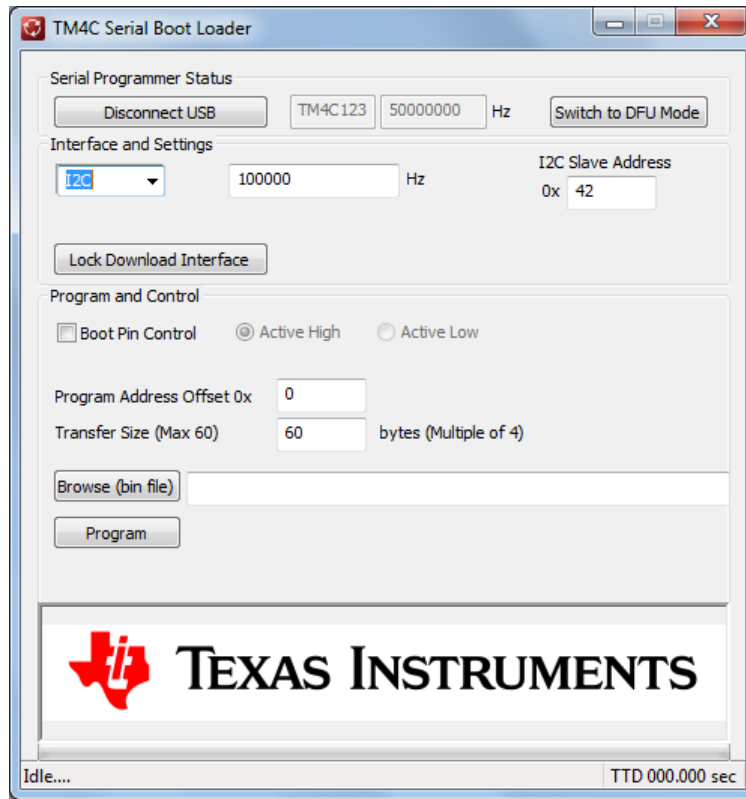 TM4C Serial Boot Loader
Serial Programmer Status
Disconnect USB TM4C123 50000000 Hz Switch to DFU Mode
Interface and Settings
I2C Slave Address
I2C 100000 Hz 0x 42
Lock Download Interface
Program and Control
Boot Pin Control Active High Active Low
Program Address Offset 0x 0
Transfer Size (Max 60) 60 bytes (Multiple of 4)
Browse (bin file)
Program
TEXAS INSTRUMENTS
Idle.... TTD 000.000 sec